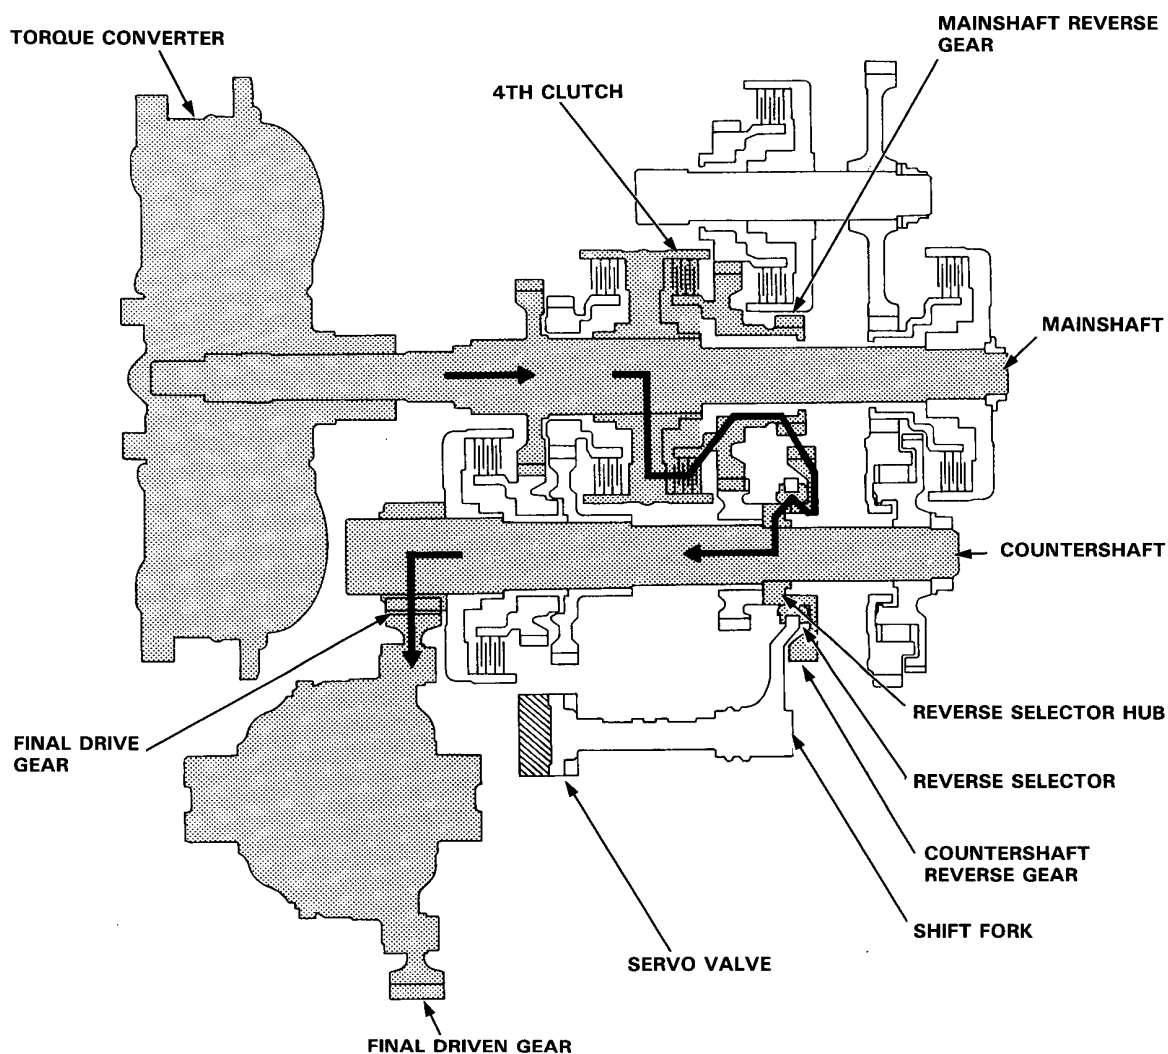 TORQUE CONVERTER
MAINSHAFT REVERSE
GEAR
4TH CLUTCH
MAINSHAFT
COUNTERSHAFT
REVERSE SELECTOR HUB
FINAL DRIVE
GEAR
REVERSE SELECTOR
COUNTERSHAFT
REVERSE GEAR
SHIFT FORK
SERVO VALVE
FINAL DRIVEN GEAR